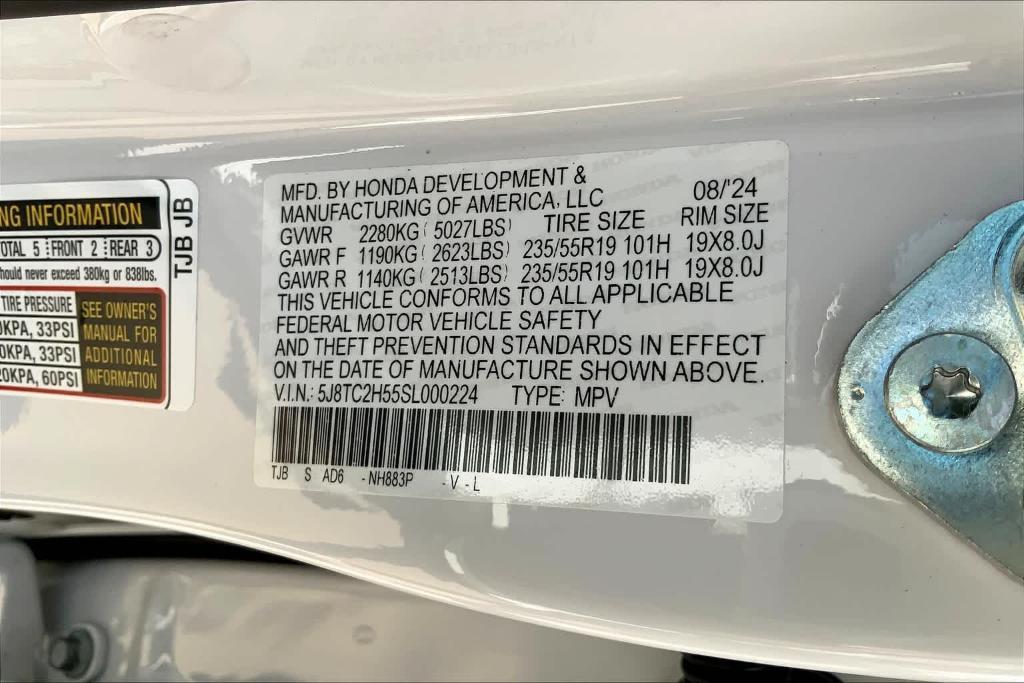 NG INFORMATION
TOTAL 5 FRONT 2 REAR 3
should never exceed 380kg or 838lbs.
TIRE PRESSURE
0KPA, 33PSI
0KPA, 33PSI
20KPA, 60PSI
SEE OWNER'S
MANUAL FOR
ADDITIONAL
INFORMATION
TJB JB
MFD. BY HONDA DEVELOPMENT &
MANUFACTURING OF AMERICA, LLC 08/'24
GVWR 2280KG(5027LBS) TIRE SIZE RIM SIZE
GAWR F 1190KG(2623LBS) 235/55R19 101H 19X8.0J
GAWR R 1140KG(2513LBS) 235/55R19 101H 19X8.0J
THIS VEHICLE CONFORMS TO ALL APPLICABLE
FEDERAL MOTOR VEHICLE SAFETY
AND THEFT PREVENTION STANDARDS IN EFFECT
ON THE DATE OF MANUFACTURE SHOWN ABOVE.
V.I.N.: 5J8TC2H55SL000224 TYPE: MPV
TJB S AD6 -NH883P -V-L